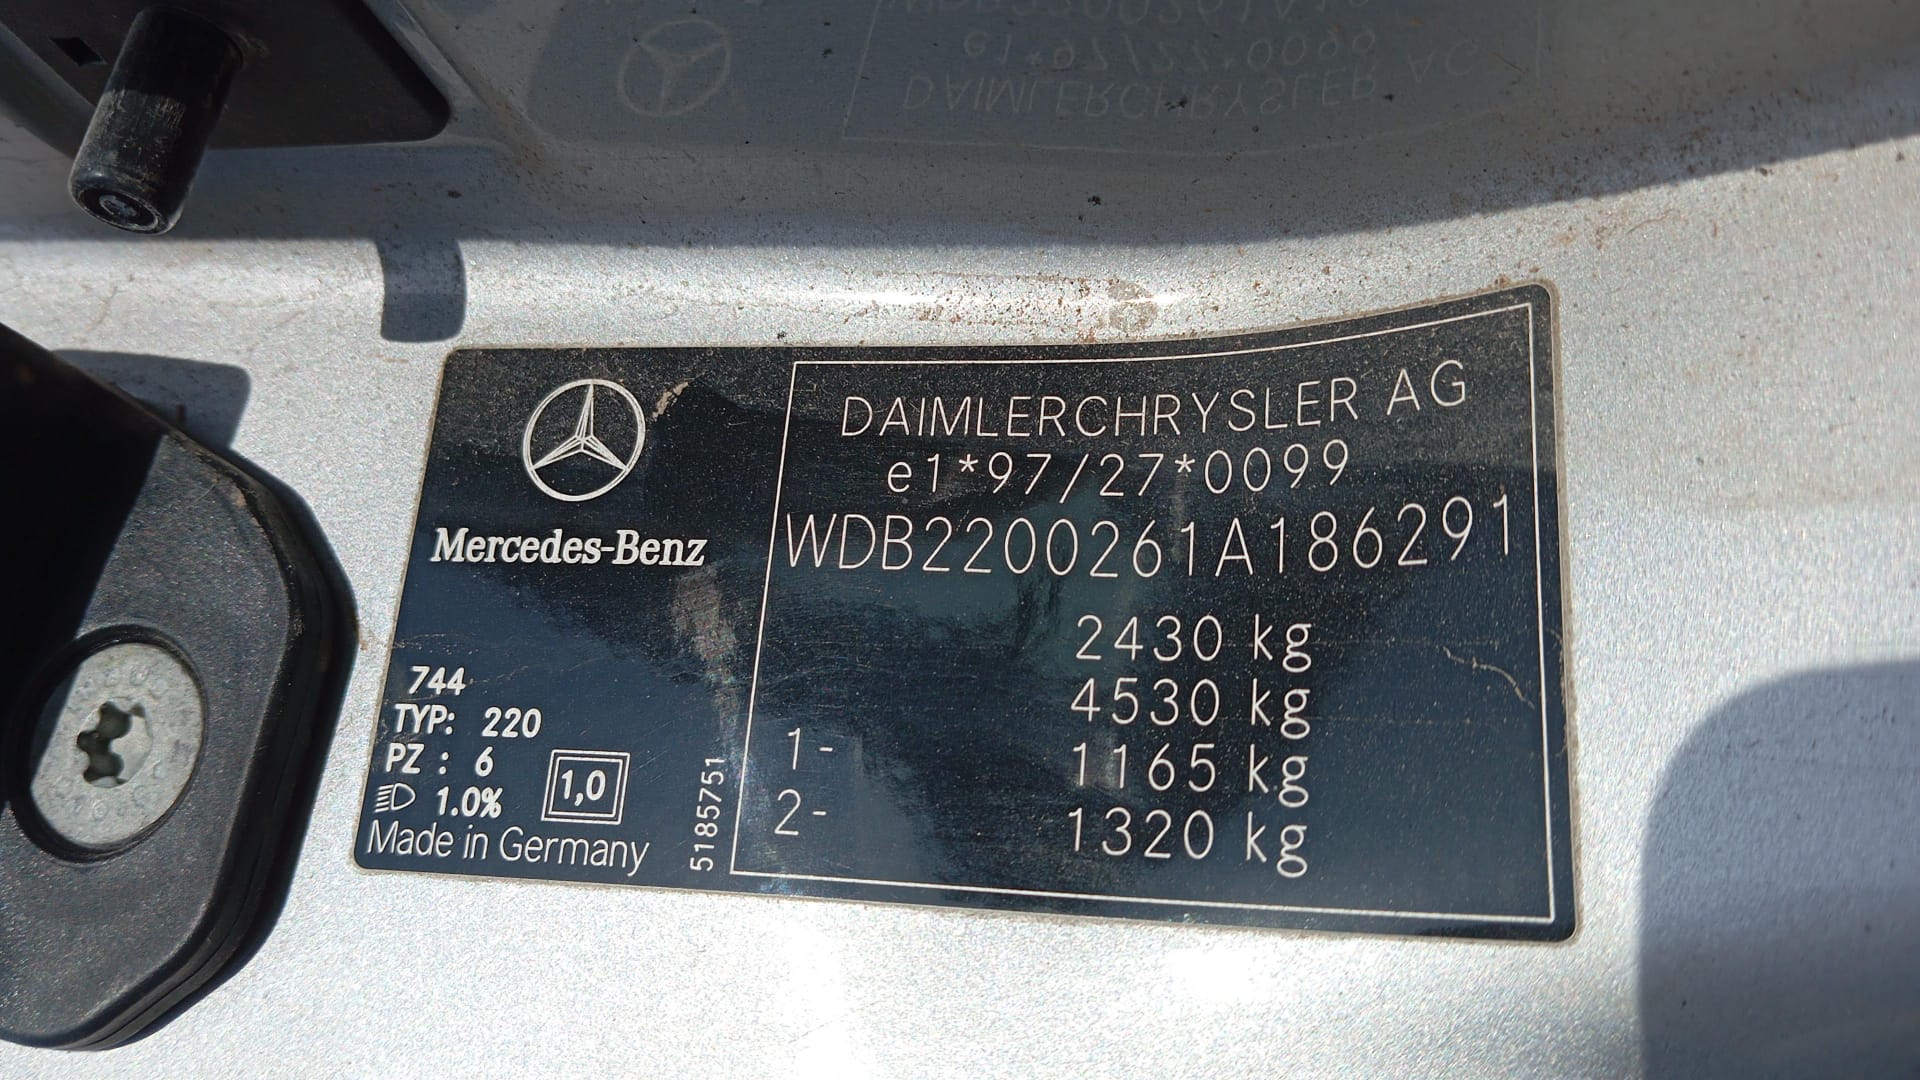 DAIMLERCHRYSLER AG
e1*97/27*0099
WDB2200261A186291
2430 kg
4530 kg
1- 1165 kg
2- 1320 kg
Mercedes-Benz
744
TYP: 220
PZ : 6
1.0%
1,0
Made in Germany
5185751